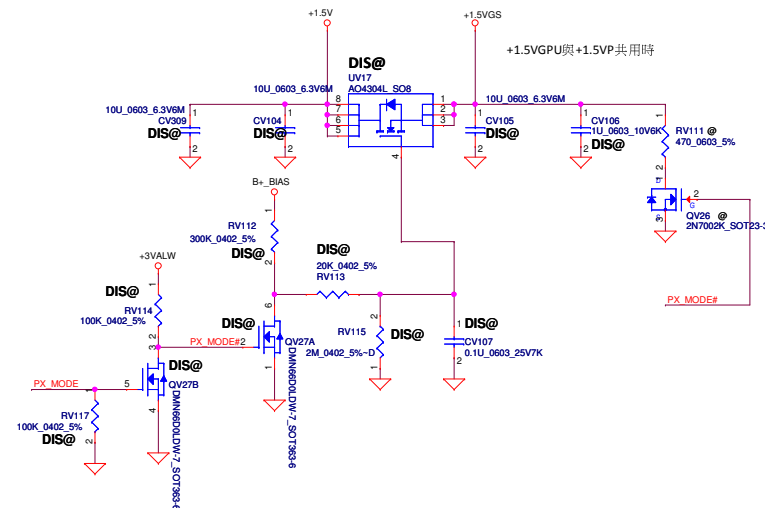 +1.5V
+1.5VGS
+1.5VGPU與+1.5VP共用時
DIS@
UV17
AO4304L_SO8
10U_0603_6.3V6M
10U_0603_6.3V6M
10U_0603_6.3V6M
8
7
6
5
1
2
3
4
1
CV309
DIS@
2
1
CV104
DIS@
2
1
CV105
DIS@
2
1
CV106
1U_0603_10V6K
DIS@
2
1
RV111 @
470_0603_5%
2
1
D
2
G
QV26 @
2N7002K_SOT23-3
S
3
PX_MODE#
B+_BIAS
1
RV112
300K_0402_5%
DIS@
2
DIS@
20K_0402_5%
RV113
+3VALW
1
DIS@
RV114
100K_0402_5%
2
3
6
DIS@
PX_MODE#2
QV27A
DMN66D0LDW-7_SOT363-6
1
2
RV115
DIS@
2M_0402_5%~D
1
1
DIS@
CV107
0.1U_0603_25V7K
2
DIS@
QV27B
DMN66D0LDW-7_SOT363-6
PX_MODE
5
4
1
RV117
100K_0402_5%
DIS@
2